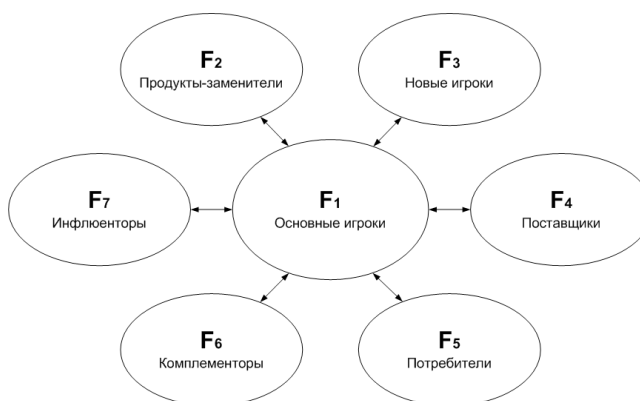 F2
Продукты-заменители
F3
Новые игроки
F7
Инфлюенторы
F1
Основные игроки
F4
Поставщики
F6
Комплементоры
F5
Потребители